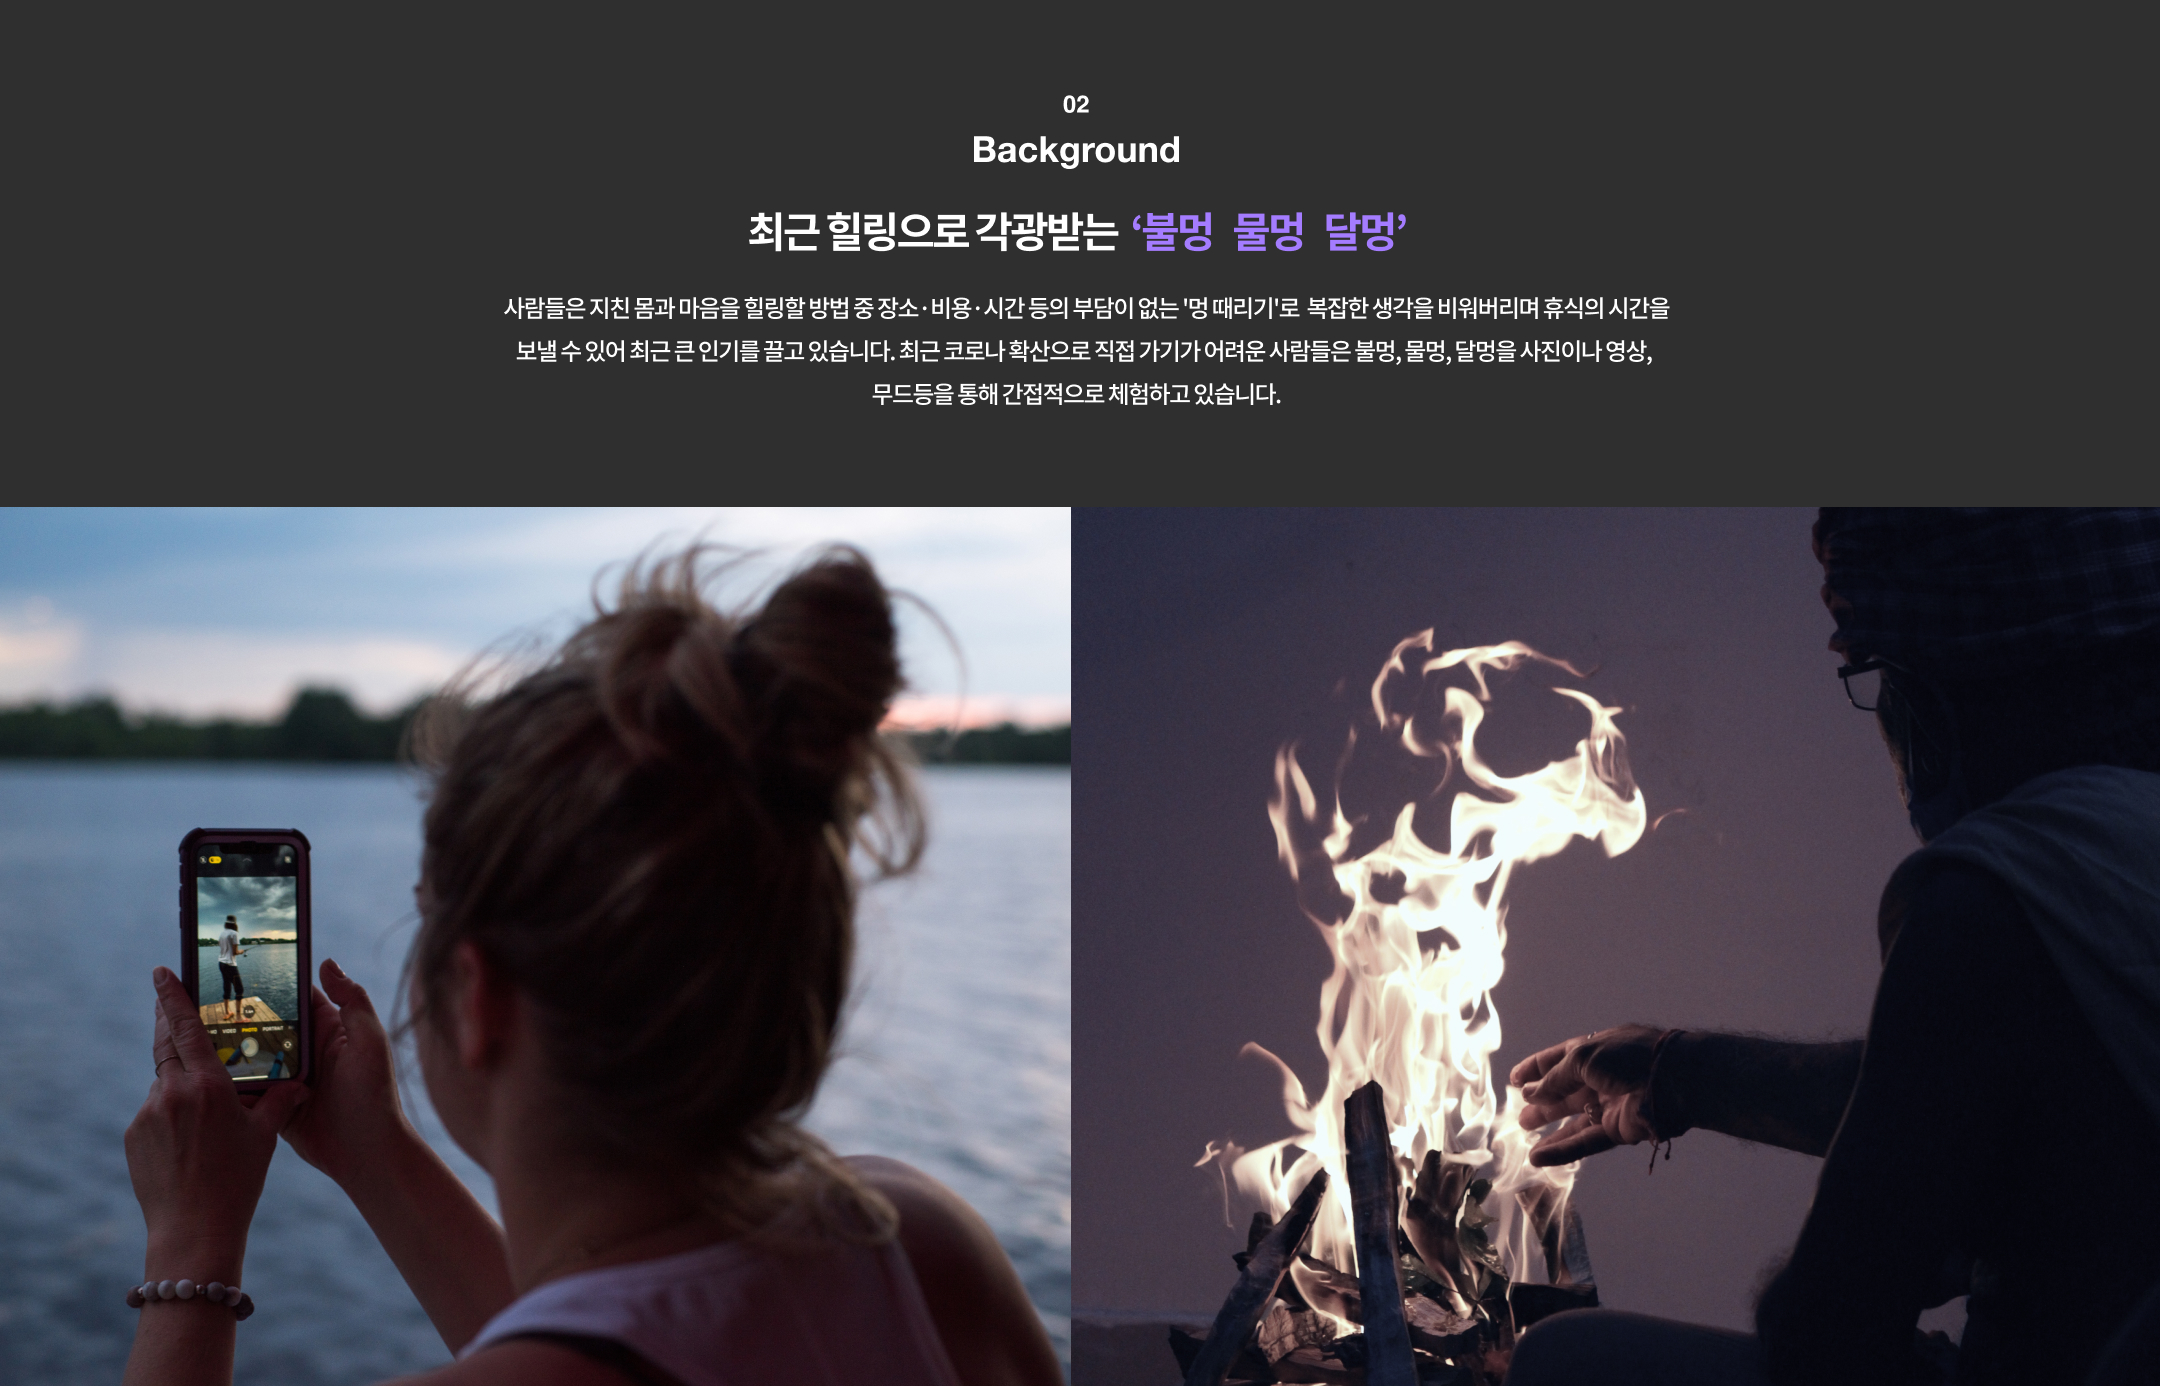 02
Background
최근 힐링으로 각광받는 ‘불멍 물멍 달멍’
사람들은 지친 몸과 마음을 힐링할 방법 중 장소·비용·시간 등의 부담이 없는 '멍 때리기'로 복잡한 생각을 비워버리며 휴식의 시간을
보낼 수 있어 최근 큰 인기를 끌고 있습니다. 최근 코로나 확산으로 직접 가기가 어려운 사람들은 불멍, 물멍, 달멍을 사진이나 영상,
무드등을 통해 간접적으로 체험하고 있습니다.
VIDEO PHOTO PORTRAIT